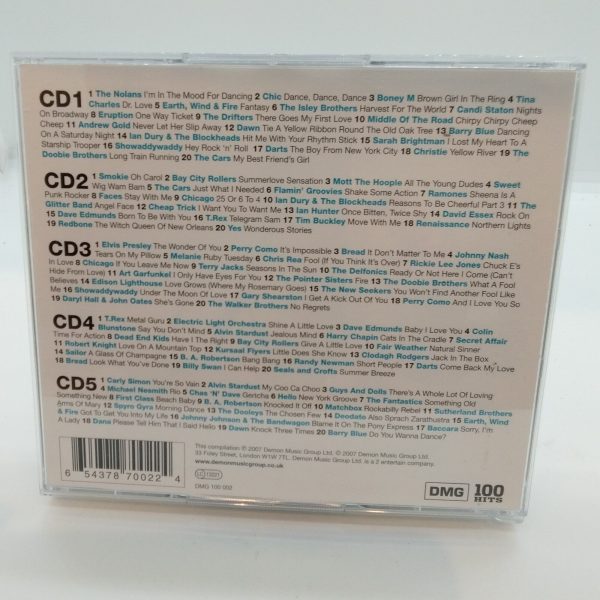 CD1 1 The Nolans I'm In The Mood For Dancing 2 Chic Dance, Dance, Dance 3 Boney M Brown Girl In The Ring 4 Tina
Charles Dr. Love 5 Earth, Wind & Fire Fantasy 6 The Isley Brothers Harvest For The World 7 Candi Staton Nights
On Broadway 8 Eruption One Way Ticket 9 The Drifters There Goes My First Love 10 Middle Of The Road Chirpy Chirpy Cheep
Cheep 11 Andrew Gold Never Let Her Slip Away 12 Dawn Tie A Yellow Ribbon Round The Old Oak Tree 13 Barry Blue Dancing
On A Saturday Night 14 Ian Dury & The Blockheads Hit Me With Your Rhythm Stick 15 Sarah Brightman I Lost My Heart To A
Starship Trooper 16 Showaddywaddy Hey Rock 'n' Roll 17 Darts The Boy From New York City 18 Christie Yellow River 19 The
Doobie Brothers Long Train Running 20 The Cars My Best Friend's Girl
CD2 1 Smokie Oh Carol 2 Bay City Rollers Summerlove Sensation 3 Mott The Hoople All The Young Dudes 4 Sweet
Wig Wam Bam 5 The Cars Just What I Needed 6 Flamin' Groovies Shake Some Action 7 Ramones Sheena Is A
Punk Rocker 8 Faces Stay With Me 9 Chicago 25 Or 6 To 4 10 Ian Dury & The Blockheads Reasons To Be Cheerful Part 3 11 The
Glitter Band Angel Face 12 Cheap Trick I Want You To Want Me 13 Ian Hunter Once Bitten, Twice Shy 14 David Essex Rock On
15 Dave Edmunds Born To Be With You 16 T.Rex Telegram Sam 17 Tim Buckley Move With Me 18 Renaissance Northern Lights
19 Redbone The Witch Queen Of New Orleans 20 Yes Wonderous Stories
CD3 1 Elvis Presley The Wonder Of You 2 Perry Como It's Impossible 3 Bread It Don't Matter To Me 4 Johnny Nash
Tears On My Pillow 5 Melanie Ruby Tuesday 6 Chris Rea Fool (If You Think It's Over) 7 Rickie Lee Jones Chuck E's
In Love 8 Chicago If You Leave Me Now 9 Terry Jacks Seasons In The Sun 10 The Delfonics Ready Or Not Here I Come (Can't
Hide From Love) 11 Art Garfunkel I Only Have Eyes For You 12 The Pointer Sisters Fire 13 The Doobie Brothers What A Fool
Believes 14 Edison Lighthouse Love Grows (Where My Rosemary Goes) 15 The New Seekers You Won't Find Another Fool Like
Me 16 Showaddywaddy Under The Moon Of Love 17 Gary Shearston I Get A Kick Out Of You 18 Perry Como And I Love You So
19 Daryl Hall & John Oates She's Gone 20 The Walker Brothers No Regrets
CD4 1 T.Rex Metal Guru 2 Electric Light Orchestra Shine A Little Love 3 Dave Edmunds Baby I Love You 4 Colin
Blunstone Say You Don't Mind 5 Alvin Stardust Jealous Mind 6 Harry Chapin Cats In The Cradle 7 Secret Affair
Time For Action 8 Dead End Kids Have I The Right 9 Bay City Rollers Give A Little Love 10 Fair Weather Natural Sinner
11 Robert Knight Love On A Mountain Top 12 Kursaal Flyers Little Does She Know 13 Clodagh Rodgers Jack In The Box
14 Sailor A Glass Of Champagne 15 B. A. Robertson Bang Bang 16 Randy Newman Short People 17 Darts Come Back My Love
18 Bread Look What You've Done 19 Billy Swan I Can Help 20 Seals and Crofts Summer Breeze
CD5 1 Carly Simon You're So Vain 2 Alvin Stardust My Coo Ca Choo 3 Guys And Dolls There's A Whole Lot Of Loving
4 Michael Nesmith Rio 5 Chas 'N' Dave Gertcha 6 Hello New York Groove 7 The Fantastics Something Old
Something New 8 First Class Beach Baby 9 B. A. Robertson Knocked It Off 10 Matchbox Rockabilly Rebel 11 Sutherland Brothers
Arms Of Mary 12 Spyro Gyra Morning Dance 13 The Dooleys The Chosen Few 14 Deodato Also Sprach Zarathustra 15 Earth, Wind
& Fire Got To Get You Into My Life 16 Johnny Johnson & The Bandwagon Blame It On The Pony Express 17 Baccara Sorry, I'm
A Lady 18 Dana Please Tell Him That I Said Hello 19 Dawn Knock Three Times 20 Barry Blue Do You Wanna Dance?
This compilation ℗ 2007 Demon Music Group Ltd. © 2007 Demon Music Group Ltd.
33 Foley Street, London W1W 7TL. Demon Music Group Ltd. is a 2 entertain company.
www.demonmusicgroup.co.uk
DMG 100 002
6 54378 70022 4
DMG 100 HITS